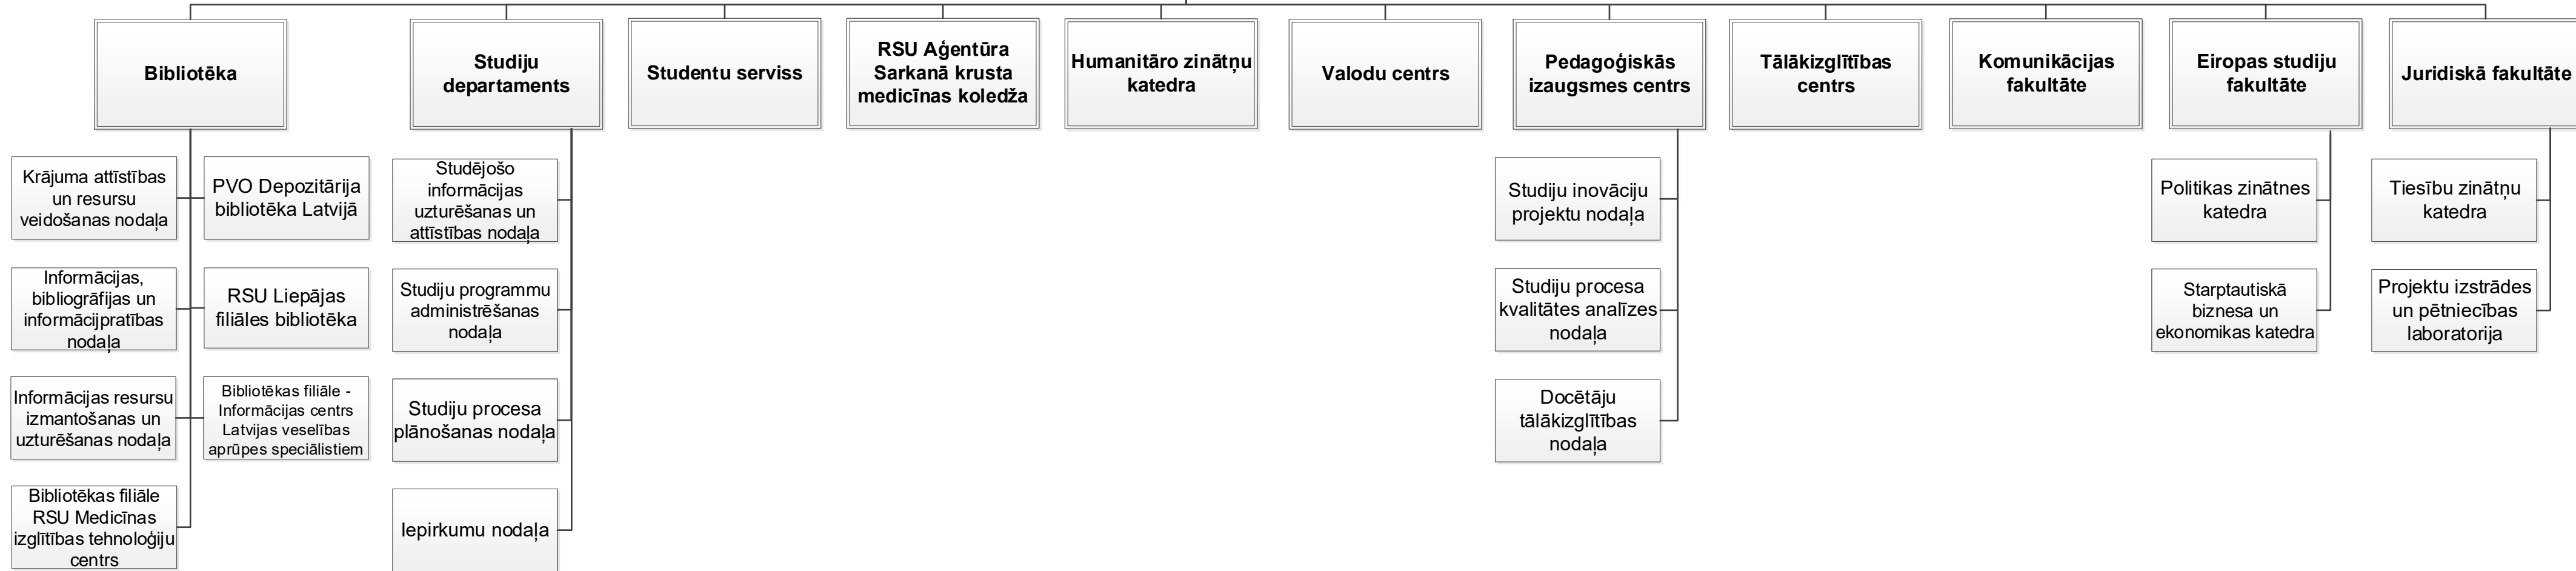 Bibliotēka
Krājuma attīstības
un resursu
veidošanas nodaļa
PVO Depozitārija
bibliotēka Latvijā
Informācijas,
bibliogrāfijas un
informācijpratības
nodaļa
RSU Liepājas
filiāles bibliotēka
Informācijas resursu
izmantošanas un
uzturēšanas nodaļa
Bibliotēkas filiāle -
Informācijas centrs
Latvijas veselības
aprūpes speciālistiem
Bibliotēkas filiāle
RSU Medicīnas
izglītības tehnoloģiju
centrs
Studiju
departaments
Studējošo
informācijas
uzturēšanas un
attīstības nodaļa
Studiju programmu
administrēšanas
nodaļa
Studiju procesa
plānošanas nodaļa
Iepirkumu nodaļa
Studentu serviss
RSU Aģentūra
Sarkanā krusta
medicīnas koledža
Humanitāro zinātņu
katedra
Valodu centrs
Pedagoģiskās
izaugsmes centrs
Studiju inovāciju
projektu nodaļa
Studiju procesa
kvalitātes analīzes
nodaļa
Docētāju
tālākizglītības
nodaļa
Tālākizglītības
centrs
Komunikācijas
fakultāte
Eiropas studiju
fakultāte
Politikas zinātnes
katedra
Starptautiskā
biznesa un
ekonomikas katedra
Juridiskā fakultāte
Tiesību zinātņu
katedra
Projektu izstrādes
un pētniecības
laboratorija